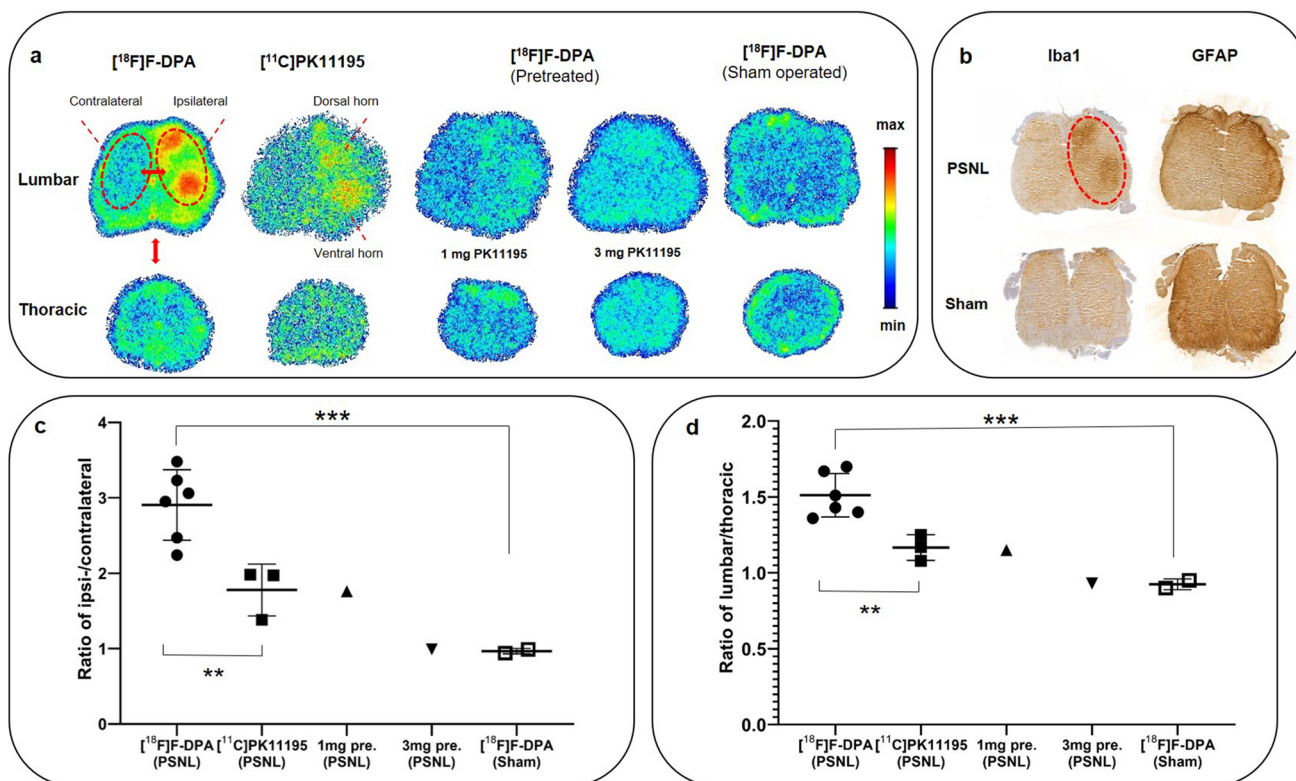 a
[¹⁸F]F-DPA
[¹¹C]PK11195
[¹⁸F]F-DPA
(Pretreated)
[¹⁸F]F-DPA
(Sham operated)
Contralateral
Ipsilateral
Dorsal horn
Lumbar
Ventral horn
1 mg PK11195
3 mg PK11195
Thoracic
max
min
b
Iba1
GFAP
PSNL
Sham
c
Ratio of ipsi-/contralateral
4
3
2
1
0
***
**
[¹⁸F]F-DPA
(PSNL)
[¹¹C]PK11195
(PSNL)
1mg pre.
(PSNL)
3mg pre.
(PSNL)
[¹⁸F]F-DPA
(Sham)
d
Ratio of lumbar/thoracic
2.0
1.5
1.0
0.5
0.0
***
**
[¹⁸F]F-DPA
(PSNL)
[¹¹C]PK11195
(PSNL)
1mg pre.
(PSNL)
3mg pre.
(PSNL)
[¹⁸F]F-DPA
(Sham)